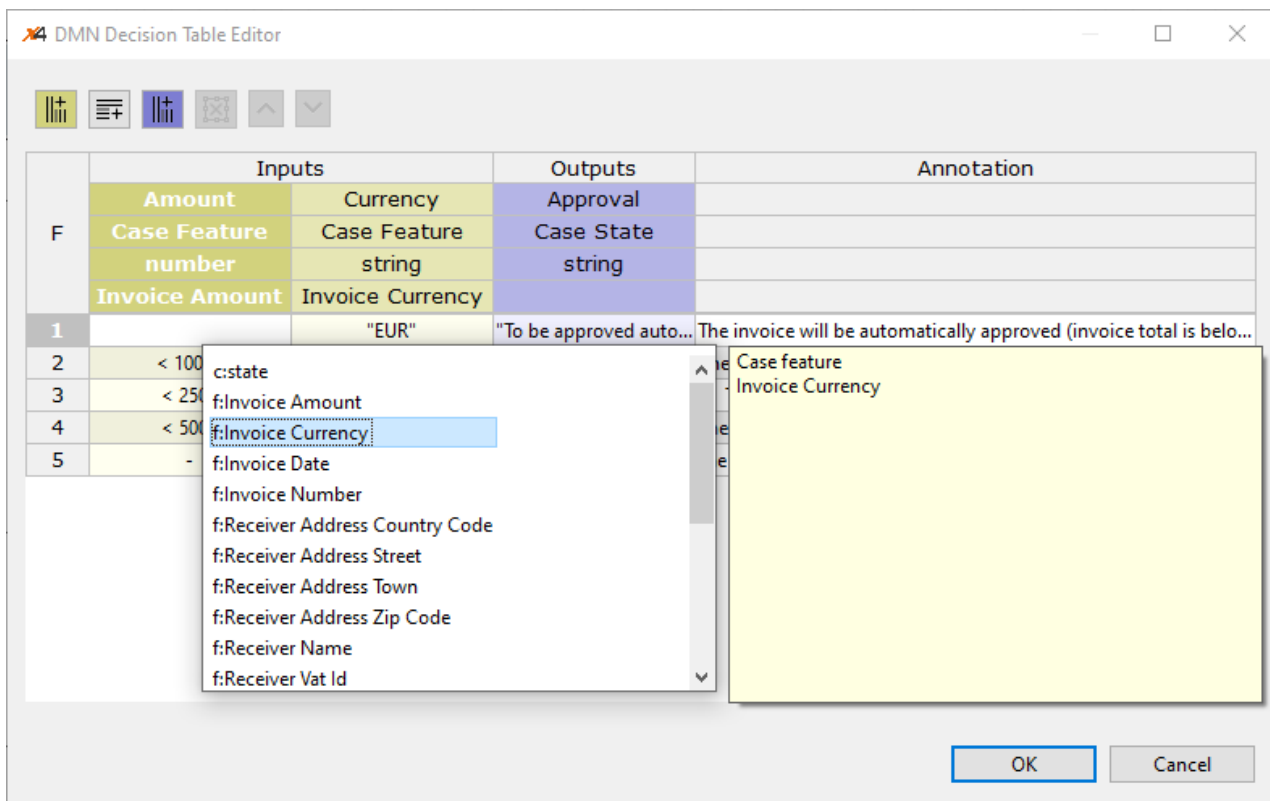 X4 DMN Decision Table Editor
Inputs Outputs Annotation
F
Amount Currency Approval
Case Feature Case Feature Case State
number string string
Invoice Amount Invoice Currency
1 "EUR" "To be approved auto... The invoice will be automatically approved (invoice total is belo...
2 < 100
3 < 250
4 < 500
5 -
c:state
f:Invoice Amount
f:Invoice Currency
f:Invoice Date
f:Invoice Number
f:Receiver Address Country Code
f:Receiver Address Street
f:Receiver Address Town
f:Receiver Address Zip Code
f:Receiver Name
f:Receiver Vat Id
Case feature
Invoice Currency
OK Cancel